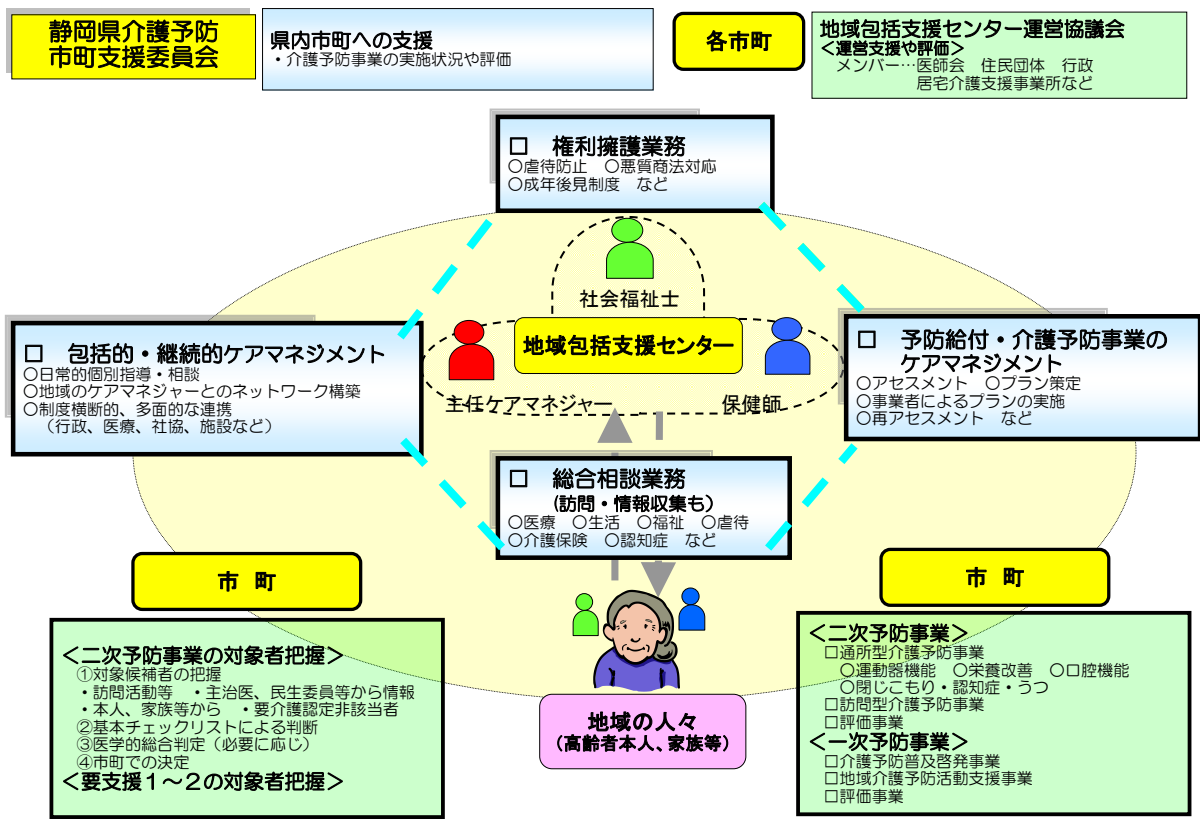 静岡県介護予防
市町支援委員会
県内市町への支援
・介護予防事業の実施状況や評価
各市町
地域包括支援センター運営協議会
＜運営支援や評価＞
メンバー…医師会　住民団体　行政
居宅介護支援事業所など
□　権利擁護業務
○虐待防止　○悪質商法対応
○成年後見制度　など
社会福祉士
地域包括支援センター
主任ケアマネジャー
保健師
□　包括的・継続的ケアマネジメント
○日常的個別指導・相談
○地域のケアマネジャーとのネットワーク構築
○制度横断的、多面的な連携
（行政、医療、社協、施設など）
□　予防給付・介護予防事業の
ケアマネジメント
○アセスメント　○プラン策定
○事業者によるプランの実施
○再アセスメント　など
□　総合相談業務
（訪問・情報収集も）
○医療　○生活　○福祉　○虐待
○介護保険　○認知症　など
市 町
＜二次予防事業の対象者把握＞
①対象候補者の把握
・訪問活動等　・主治医、民生委員等から情報
・本人、家族等から　・要介護認定非該当者
②基本チェックリストによる判断
③医学的総合判定（必要に応じ）
④市町での決定
＜要支援１～２の対象者把握＞
地域の人々
（高齢者本人、家族等）
市 町
＜二次予防事業＞
□通所型介護予防事業
○運動器機能　○栄養改善　○口腔機能
○閉じこもり・認知症・うつ
□訪問型介護予防事業
□評価事業
＜一次予防事業＞
□介護予防普及啓発事業
□地域介護予防活動支援事業
□評価事業